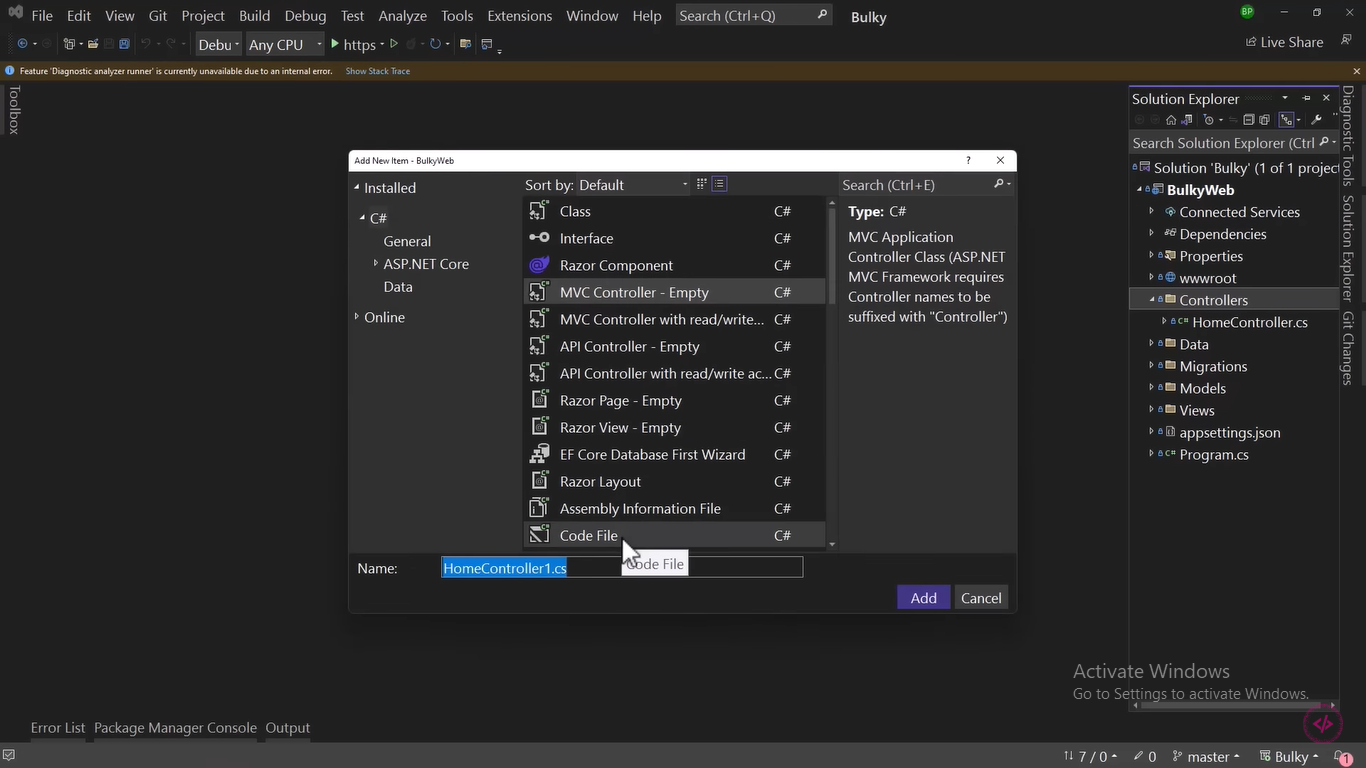 File Edit View Git Project Build Debug Test Analyze Tools Extensions Window Help Search (Ctrl+Q) Bulky BP
Debu Any CPU https Live Share
Feature 'Diagnostic analyzer runner' is currently unavailable due to an internal error. Show Stack Trace
Toolbox
Solution Explorer
Search Solution Explorer (Ctrl
Solution 'Bulky' (1 of 1 project
BulkyWeb
Connected Services
Dependencies
Properties
wwwroot
Controllers
C# HomeController.cs
Data
Migrations
Models
Views
appsettings.json
C# Program.cs
Diagnostic Tools
Solution Explorer
Git Changes
Add New Item - BulkyWeb ?
Installed
C#
General
ASP.NET Core
Data
Online
Sort by: Default
Search (Ctrl+E)
Class C#
Interface C#
Razor Component C#
MVC Controller - Empty C#
MVC Controller with read/write... C#
API Controller - Empty C#
API Controller with read/write ac... C#
Razor Page - Empty C#
Razor View - Empty C#
EF Core Database First Wizard C#
Razor Layout C#
Assembly Information File C#
Code File C#
Type: C#
MVC Application
Controller Class (ASP.NET
MVC Framework requires
Controller names to be
suffixed with "Controller")
Name: HomeController1.cs
Code File
Add Cancel
Activate Windows
Go to Settings to activate Windows.
Error List Package Manager Console Output
7 / 0 0 master Bulky 1